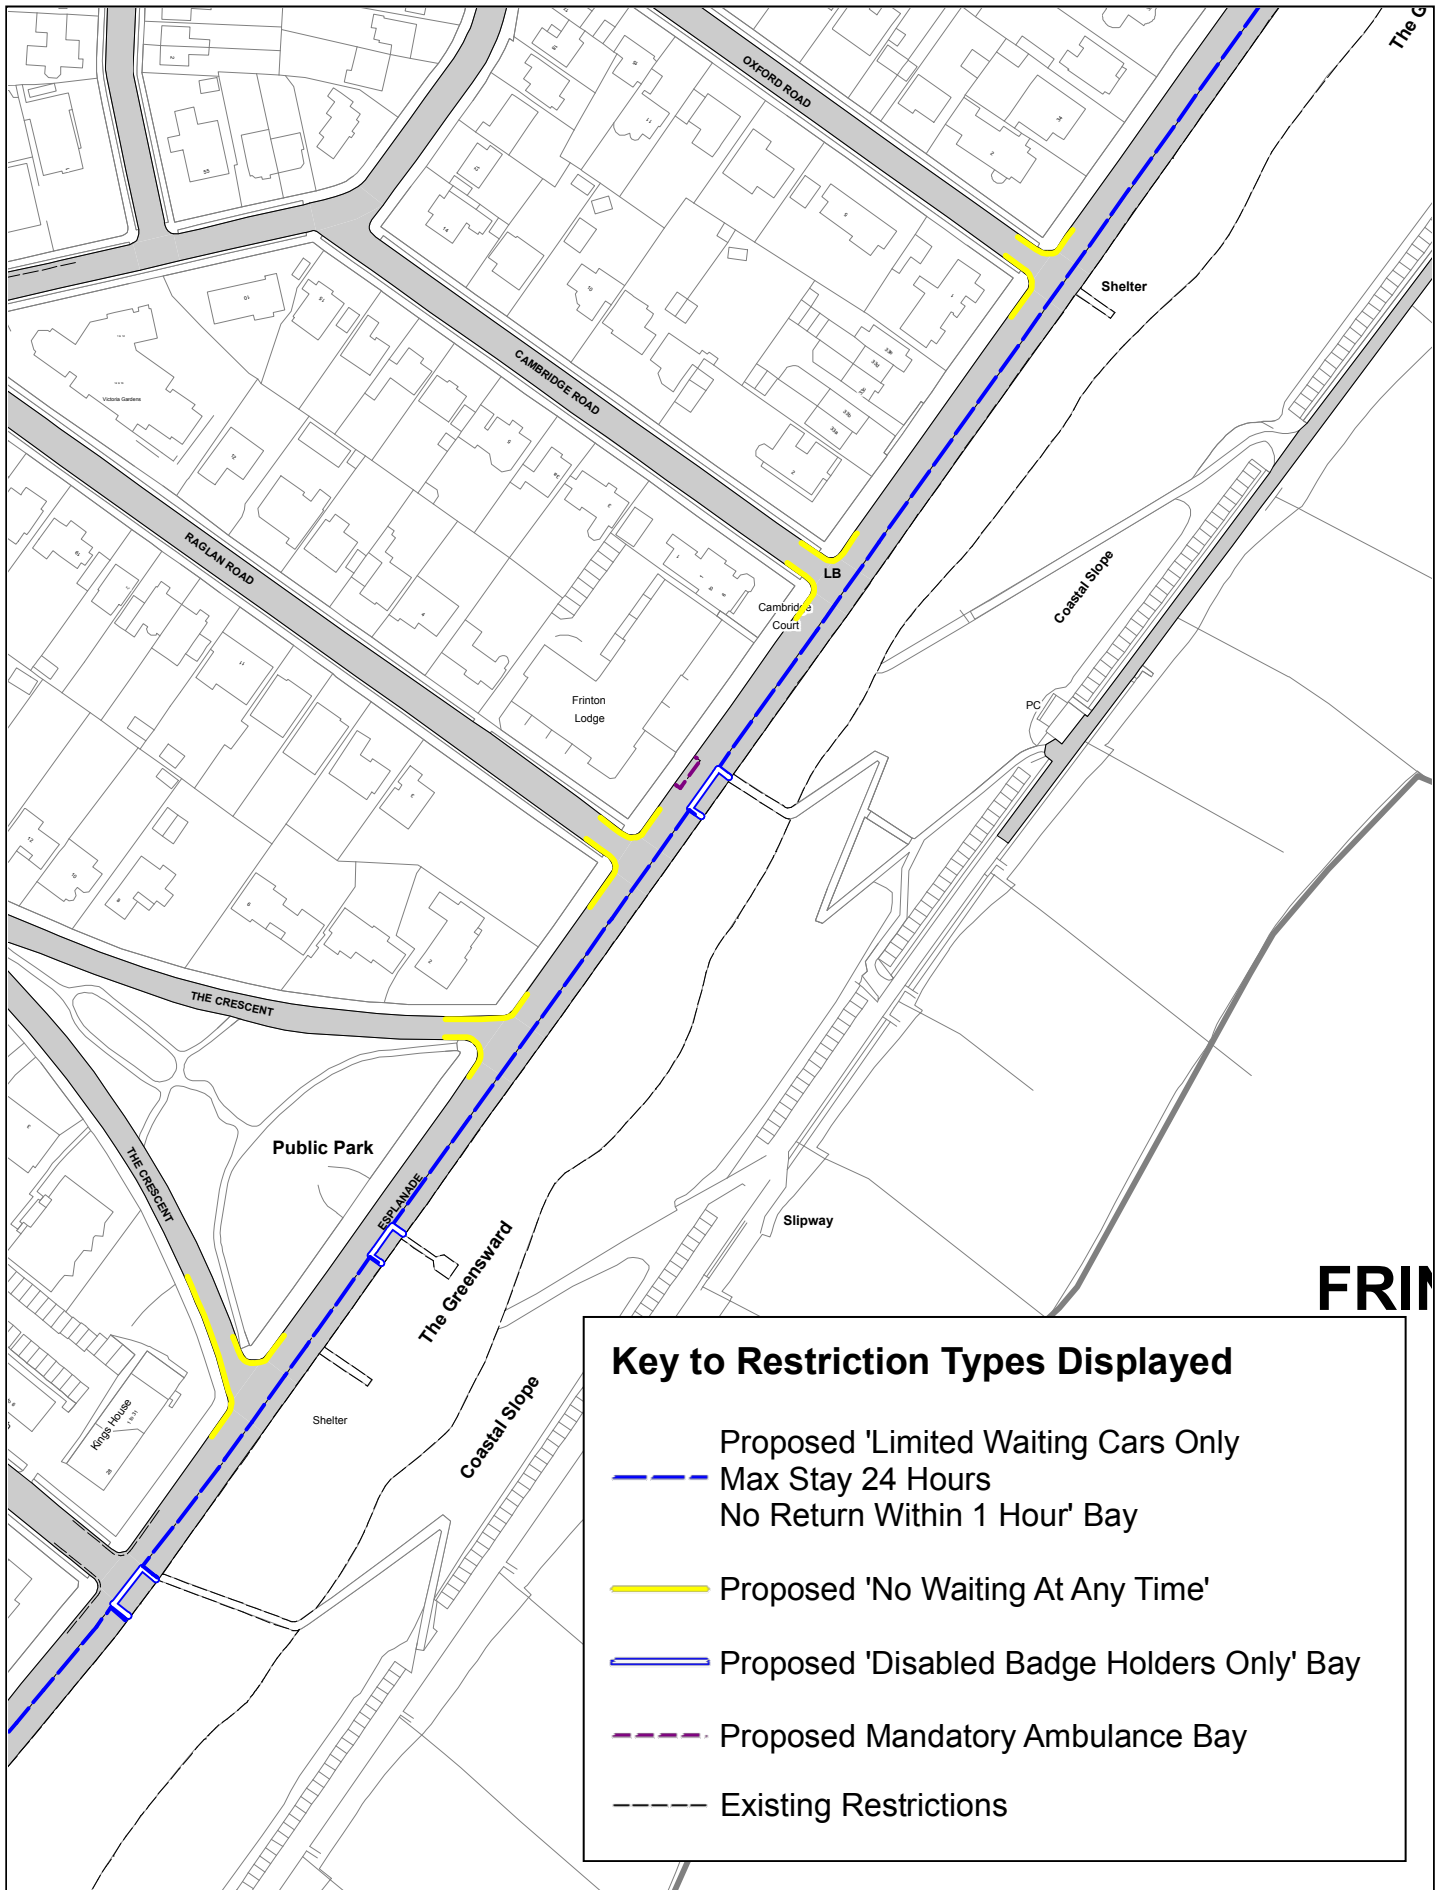 The G
OXFORD ROAD
Shelter
CAMBRIDGE ROAD
Victoria Gardens
RAGLAN ROAD
LB
Cambridge
Court
Coastal Slope
Frinton
Lodge
PC
THE CRESCENT
Public Park
THE CRESCENT
ESPLANADE
The Greensward
Slipway
FRIN
Shelter
Coastal Slope
Kings House
Key to Restriction Types Displayed
Proposed 'Limited Waiting Cars Only
Max Stay 24 Hours
No Return Within 1 Hour' Bay
Proposed 'No Waiting At Any Time'
Proposed 'Disabled Badge Holders Only' Bay
Proposed Mandatory Ambulance Bay
Existing Restrictions